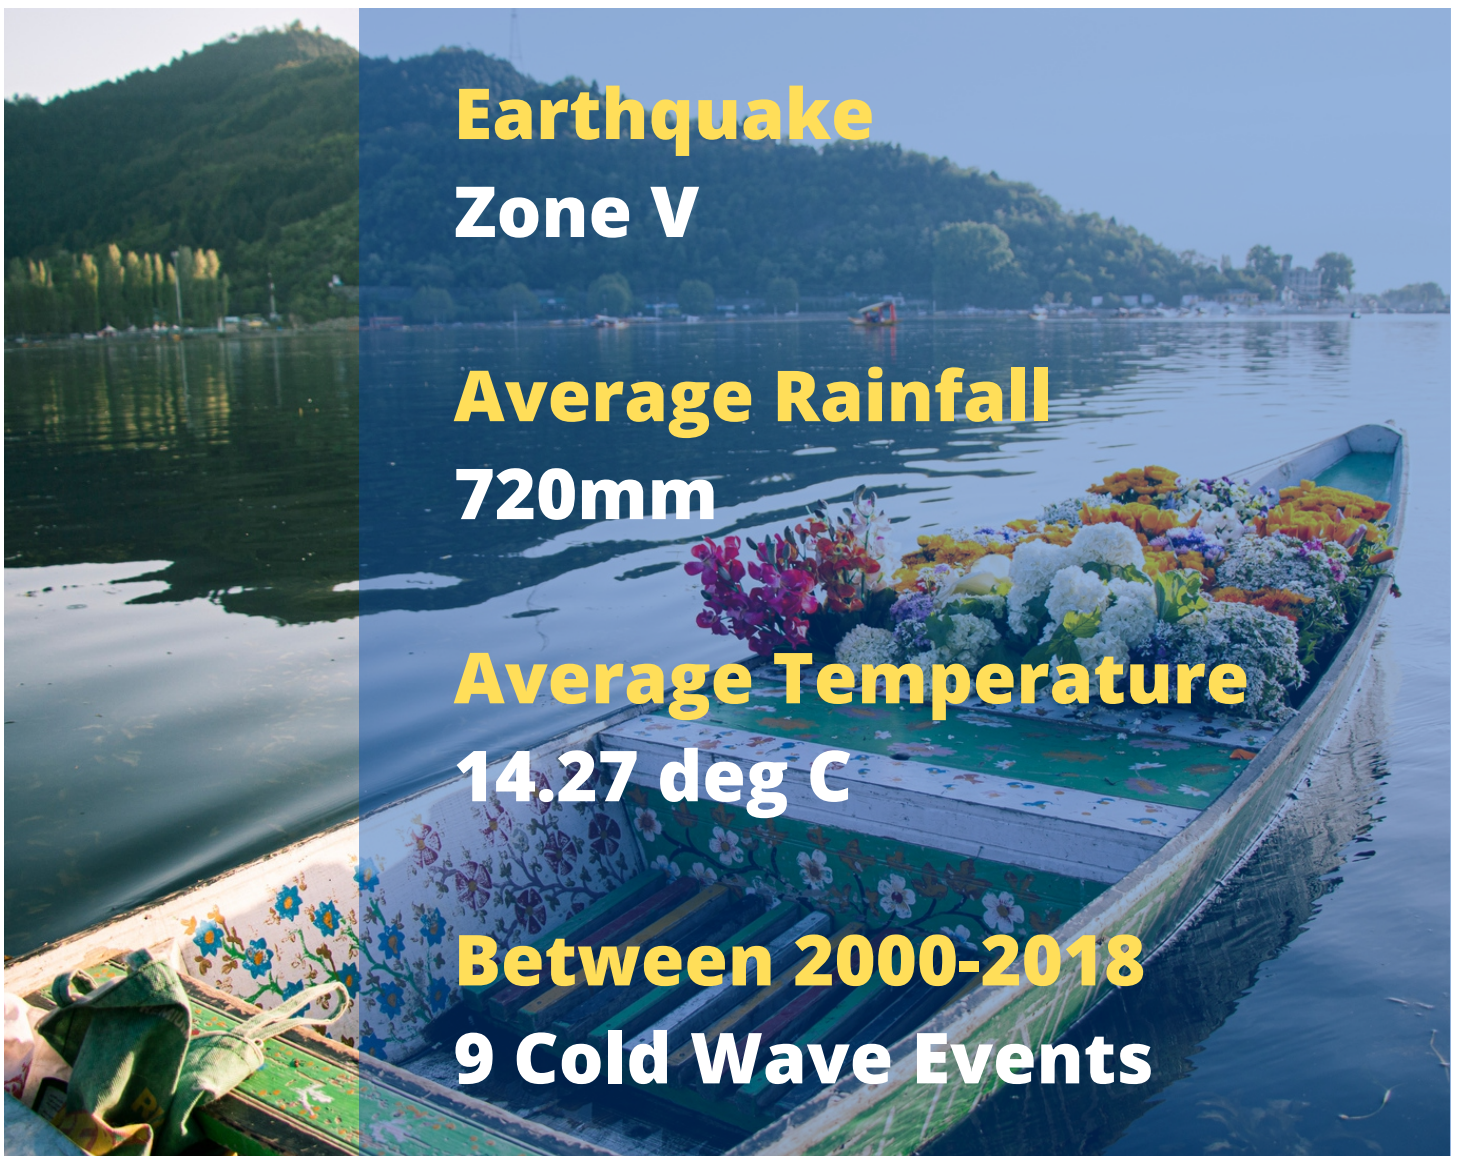 Earthquake
Zone V
Average Rainfall
720mm
Average Temperature
14.27 deg C
Between 2000-2018
9 Cold Wave Events